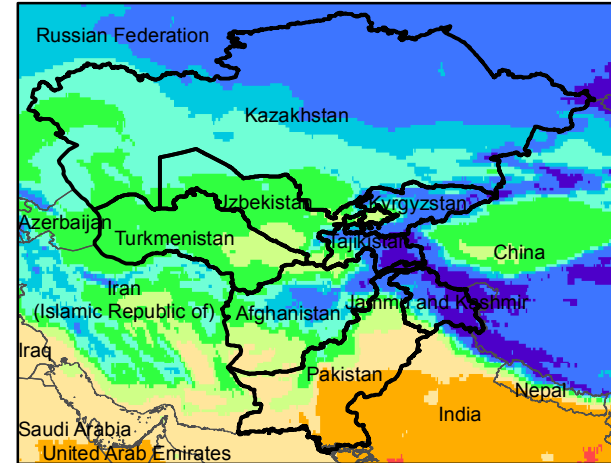 Russian Federation
Kazakhstan
Uzbekistan
Kyrgyzstan
Azerbaijan
Turkmenistan
Tajikistan
China
Iran
(Islamic Republic of)
Afghanistan
Jammu and Kashmir
Iraq
Pakistan
Nepal
India
Saudi Arabia
United Arab Emirates